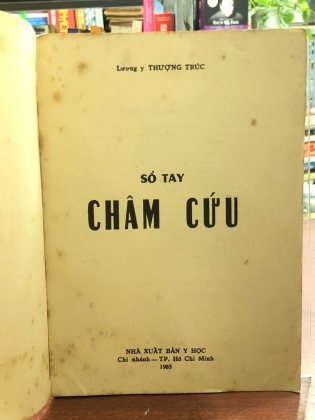 Lương y THƯỢNG TRÚC
SỔ TAY
CHÂM CỨU
NHÀ XUẤT BẢN Y HỌC
Chi nhánh — TP. Hồ Chí Minh
1985